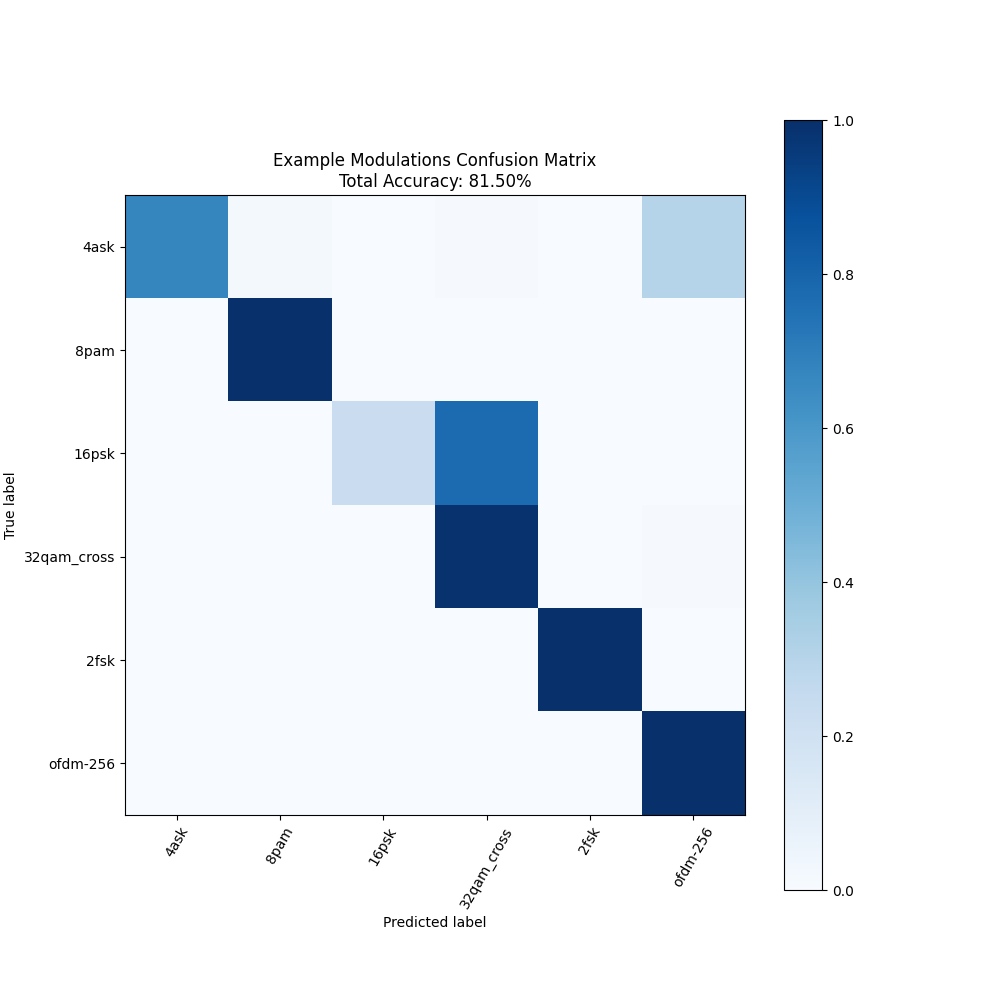 Example Modulations Confusion Matrix
Total Accuracy: 81.50%
True label
4ask
8pam
16psk
32qam_cross
2fsk
ofdm-256
4ask
8pam
16psk
32qam_cross
2fsk
ofdm-256
Predicted label
1.0
0.8
0.6
0.4
0.2
0.0